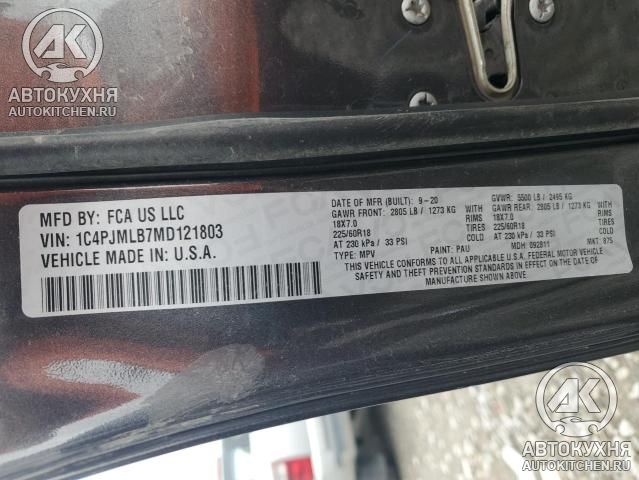 АК
АВТОКУХНЯ
AUTOKITCHEN.RU
MFD BY: FCA US LLC
VIN: 1C4PJMLB7MD121803
VEHICLE MADE IN: U.S.A.
DATE OF MFR (BUILT): 9-20 GVWR: 5500 LB / 2495 KG
GAWR FRONT: 2805 LB / 1273 KG RIMS GAWR REAR: 2805 LB / 1273 KG RIMS
18X7.0 TIRES 18X7.0 TIRES
225/60R18 225/60R18
AT 230 kPa / 33 PSI COLD AT 230 kPa / 33 PSI COLD
TYPE: MPV PAINT: PAU MDH: 092811 MKT: 875
THIS VEHICLE CONFORMS TO ALL APPLICABLE U.S.A. FEDERAL MOTOR VEHICLE
SAFETY AND THEFT PREVENTION STANDARDS IN EFFECT ON THE DATE OF
MANUFACTURE SHOWN ABOVE.
АК
АВТОКУХНЯ
AUTOKITCHEN.RU